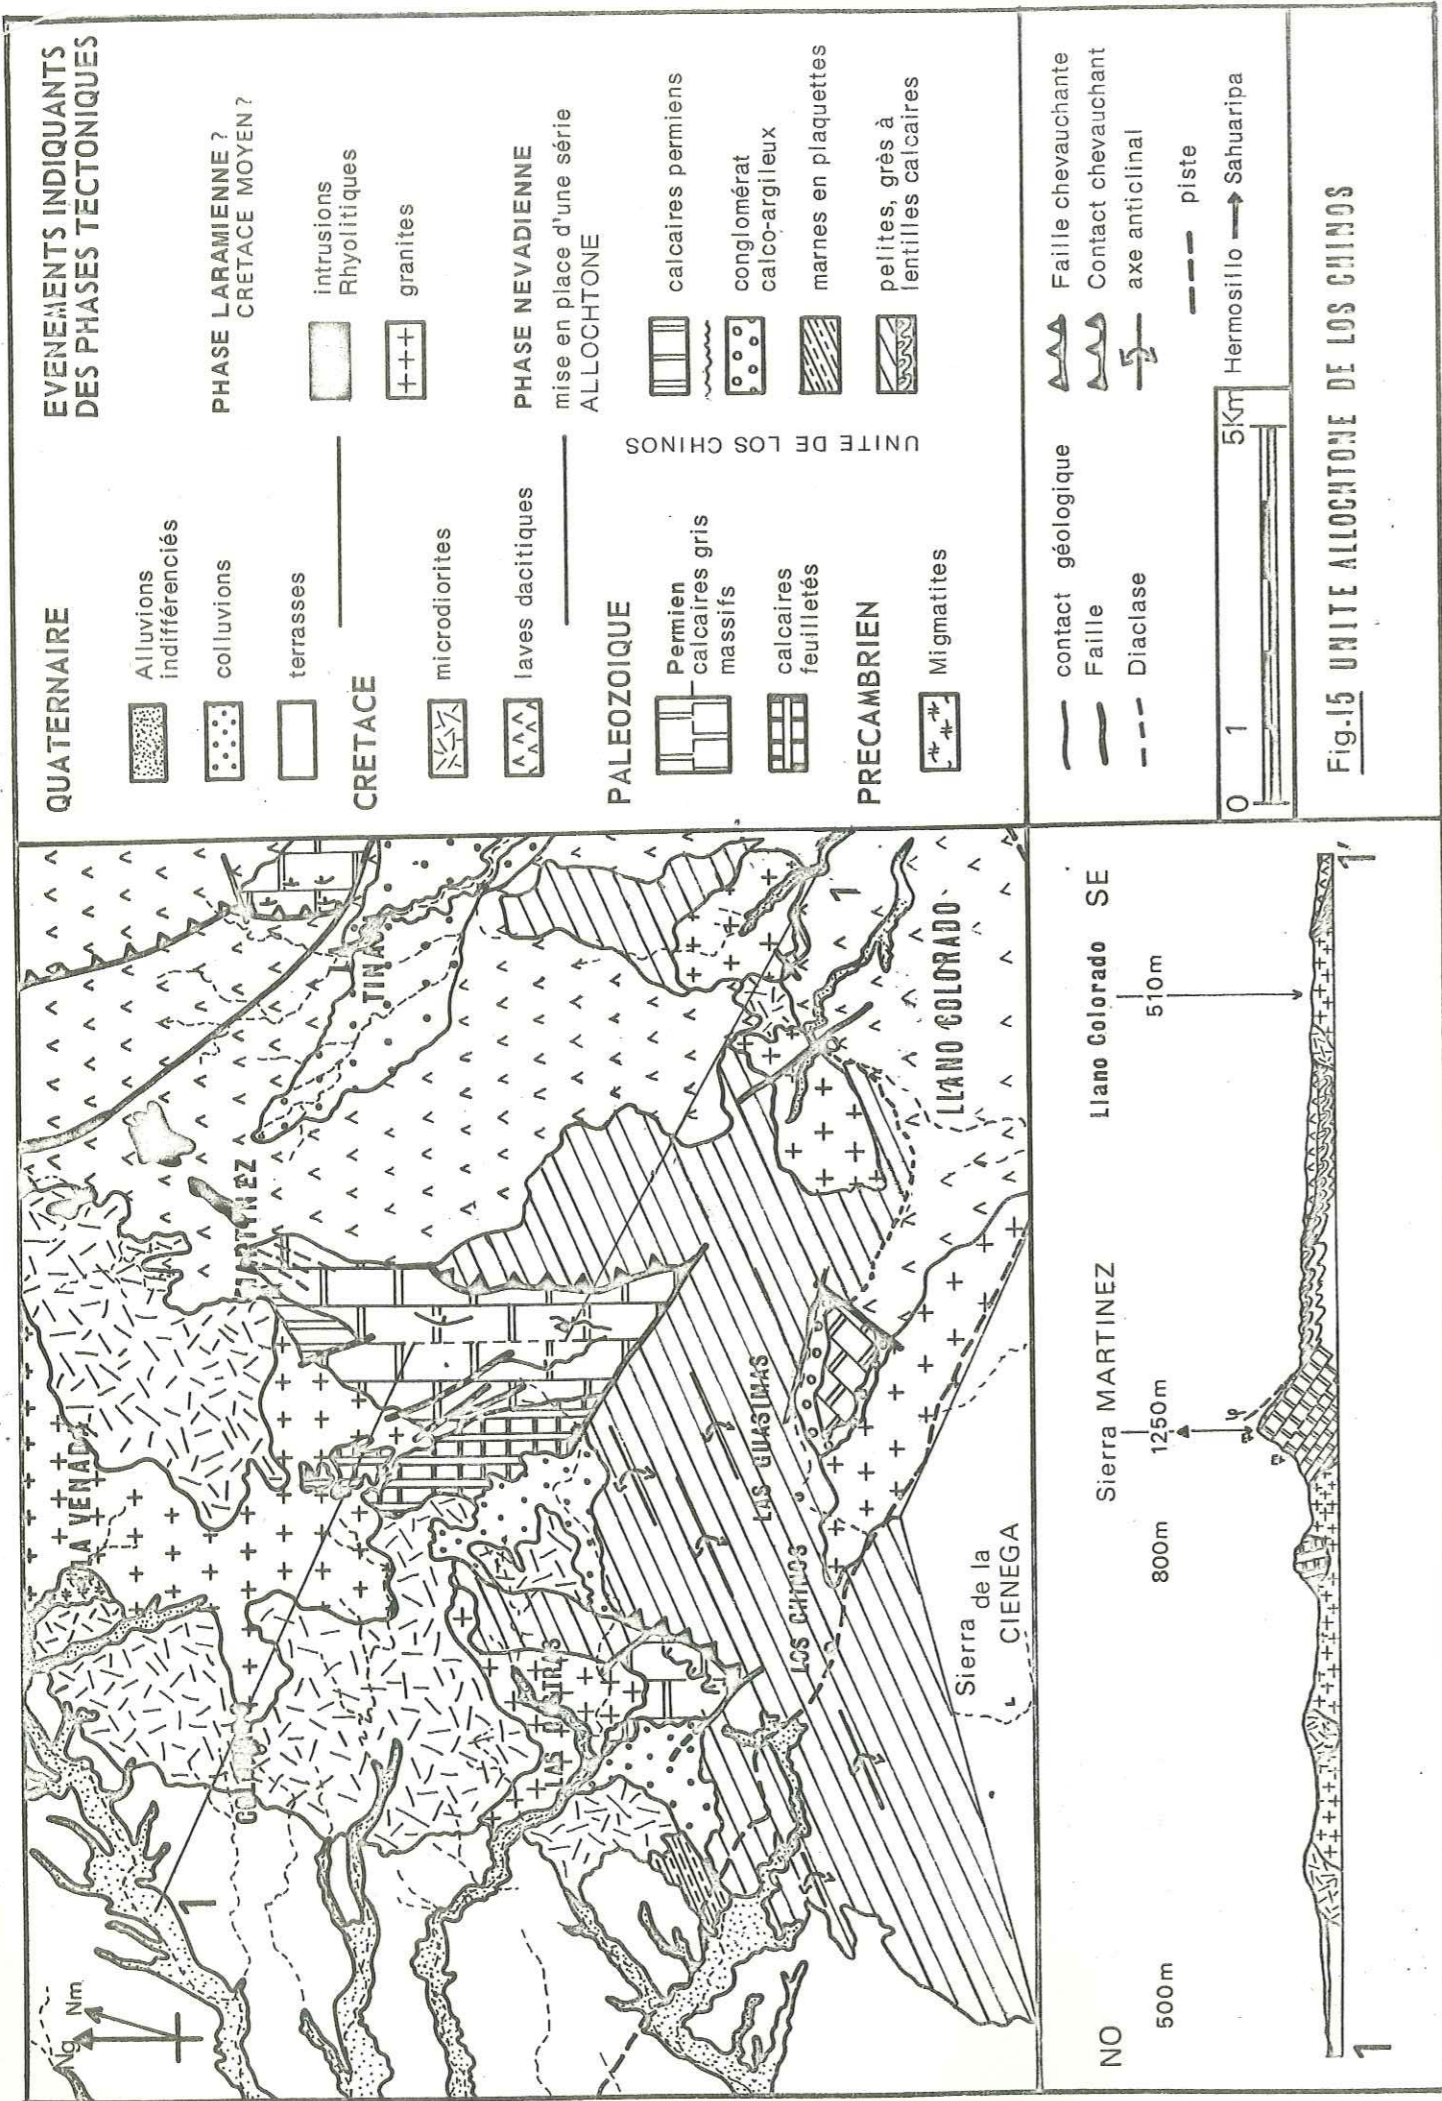 Ng
Nm
LA VENADA
MARTINEZ
TINAJ
1
LAS GUASIMAS
LOS CHINOS
LLANO COLORADO
1
Sierra
de la
CIENEGA
QUATERNAIRE
Alluvions
indifférenciés
colluvions
terrasses
CRETACE
microdiorites
laves dacitiques
PALEOZOIQUE
Permien
calcaires gris
massifs
calcaires
feuilletés
PRECAMBRIEN
Migmatites
EVENEMENTS INDIQUANTS
DES PHASES TECTONIQUES
PHASE LARAMIENNE ?
CRETACE MOYEN ?
intrusions
Rhyolitiques
granites
PHASE NEVADIENNE
mise en place d'une série
ALLOCHTONE
UNITE DE LOS CHINOS
calcaires permiens
conglomérat
calco-argileux
marnes en plaquettes
pelites, grès à
lentilles calcaires
NO
500m
800m
Sierra MARTINEZ
1250m
Llano Colorado
510m
SE
1
1'
contact géologique
Faille
Diaclase
Faille chevauchante
Contact chevauchant
axe anticlinal
piste
0
1
5Km
Hermosillo → Sahuaripa
Fig.-15 UNITE ALLOCHTONE DE LOS CHINOS